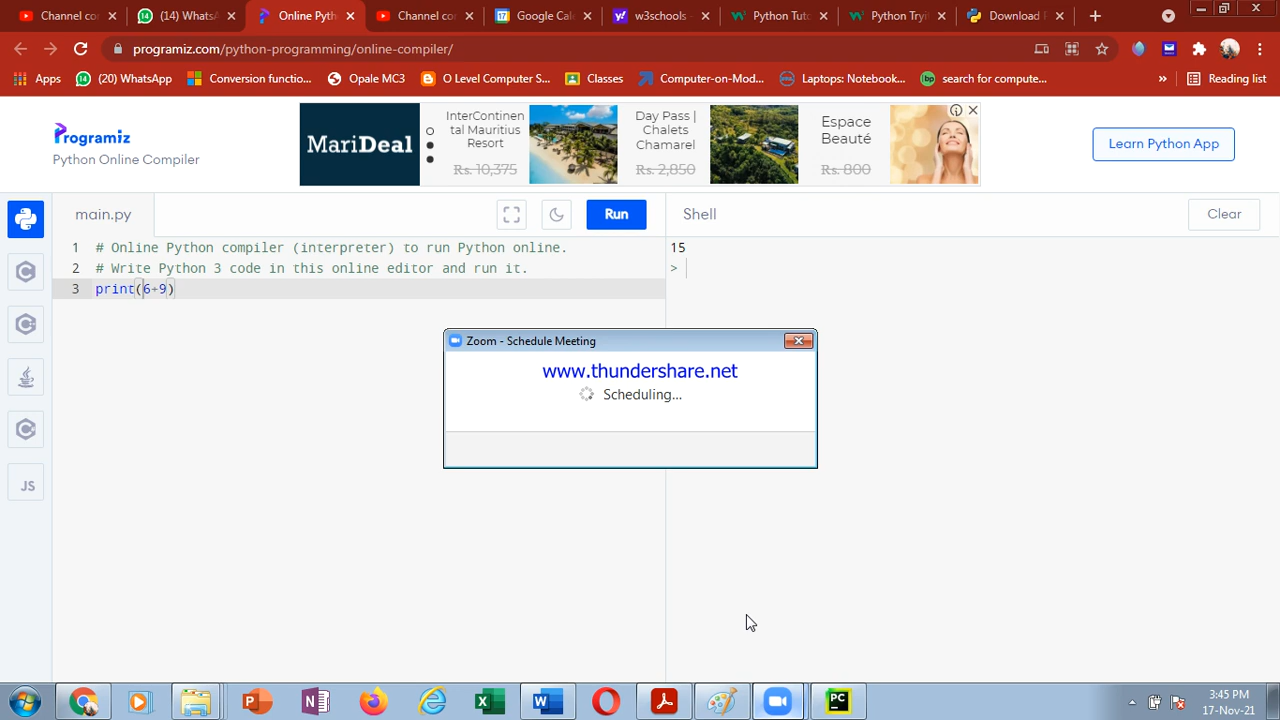 Channel co
(14) WhatsA
Online Pyth
Channel co
Google Cal
w3schools -
Python Tuto
Python Tryi
Download P
programiz.com/python-programming/online-compiler/
Apps
(20) WhatsApp
Conversion functio...
Opale MC3
O Level Computer S...
Classes
Computer-on-Mod...
Laptops: Notebook...
bp
search for compute...
»
Reading list
Programiz
Python Online Compiler
MariDeal
InterContinen
tal Mauritius
Resort
Rs. 10,375
Day Pass |
Chalets
Chamarel
Rs. 2,850
Espace
Beauté
Rs. 800
Learn Python App
main.py
Run
Shell
Clear
1 # Online Python compiler (interpreter) to run Python online.
2 # Write Python 3 code in this online editor and run it.
3 print(6+9)
15
>
JS
Zoom - Schedule Meeting
www.thundershare.net
Scheduling...
3:45 PM
17-Nov-21